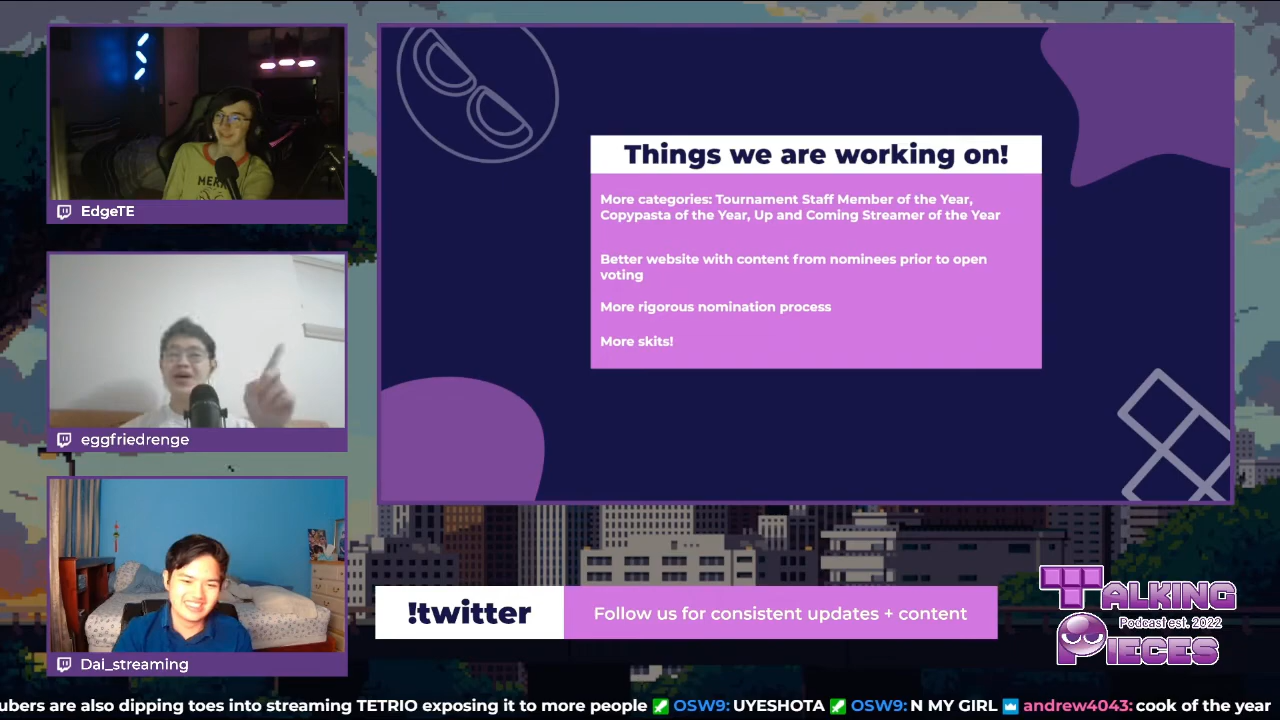 EdgeTE
MERR
eggfriedrenge
Dai_streaming
Things we are working on!
More categories: Tournament Staff Member of the Year,
Copypasta of the Year, Up and Coming Streamer of the Year
Better website with content from nominees prior to open
voting
More rigorous nomination process
More skits!
!twitter
Follow us for consistent updates + content
TALKING
Podcast est. 2022
PIECES
ubers are also dipping toes into streaming TETRIO exposing it to more people OSW9: UYESHOTA OSW9: N MY GIRL andrew4043: cook of the year